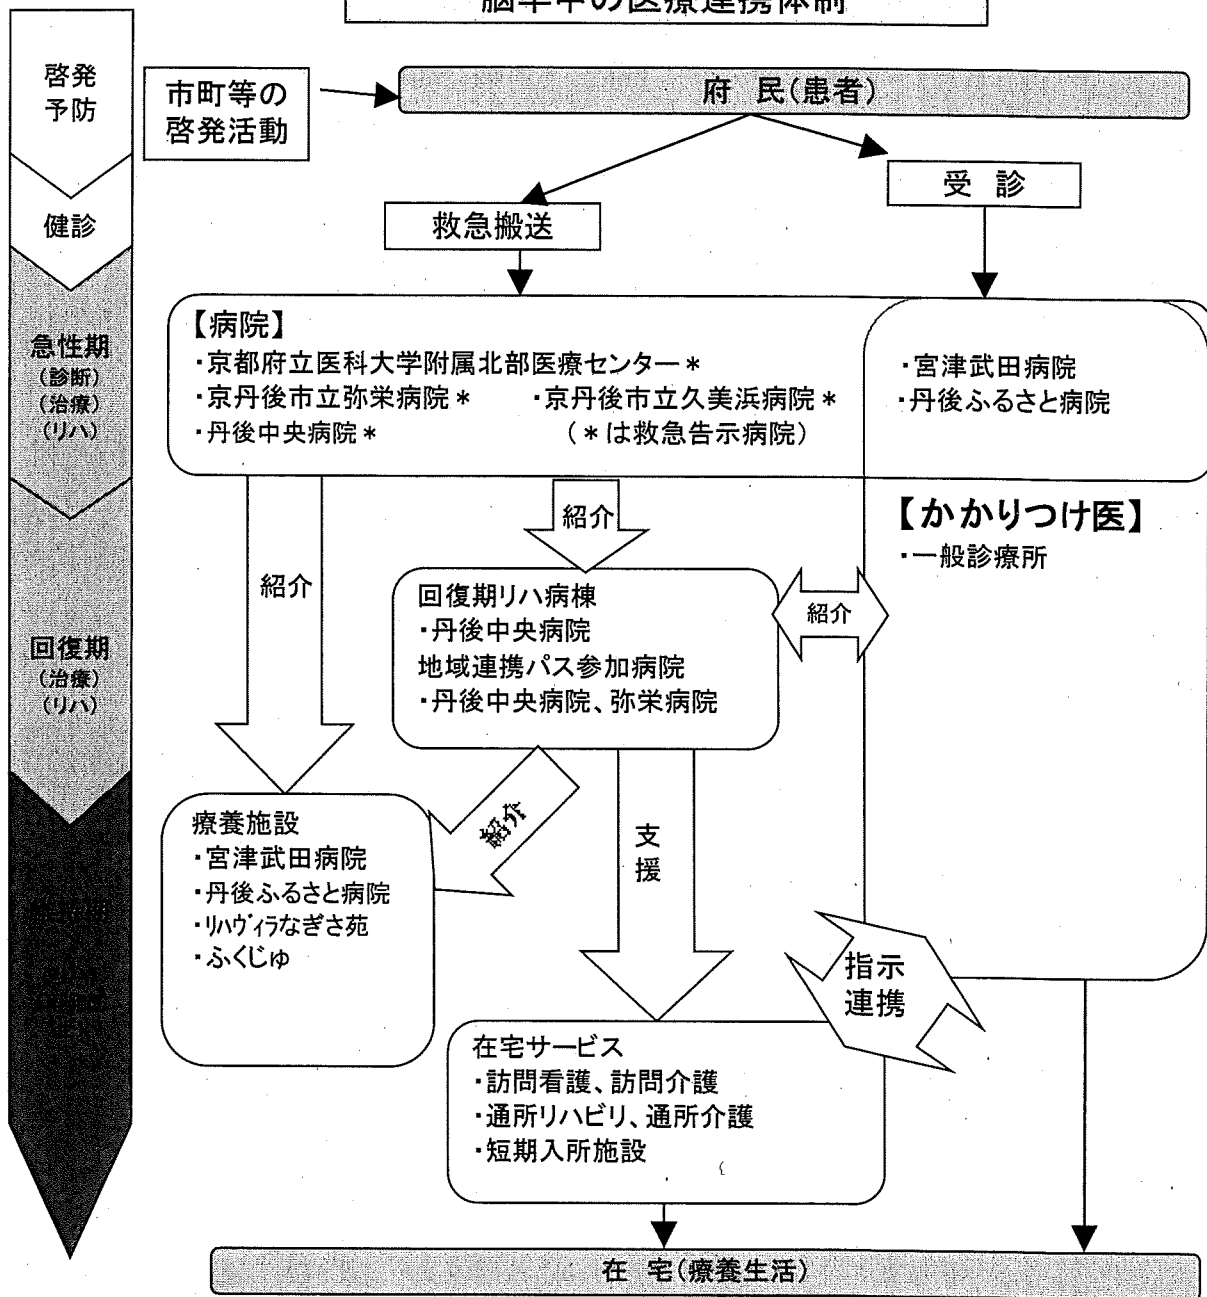 脳卒中の医療連携体制
啓発
予防
市町等の
啓発活動
府 民(患者)
受 診
健診
救急搬送
急性期
(診断)
(治療)
(リハ)
【病院】
・京都府立医科大学附属北部医療センター*
・京丹後市立弥栄病院* ・京丹後市立久美浜病院*
・丹後中央病院* (*は救急告示病院)
・宮津武田病院
・丹後ふるさと病院
【かかりつけ医】
・一般診療所
紹介
紹介
紹介
回復期リハ病棟
・丹後中央病院
地域連携パス参加病院
・丹後中央病院、弥栄病院
回復期
(治療)
(リハ)
紹介
支
援
療養施設
・宮津武田病院
・丹後ふるさと病院
・リハヴィラなぎさ苑
・ふくじゅ
指示
連携
在宅サービス
・訪問看護、訪問介護
・通所リハビリ、通所介護
・短期入所施設
在 宅(療養生活)